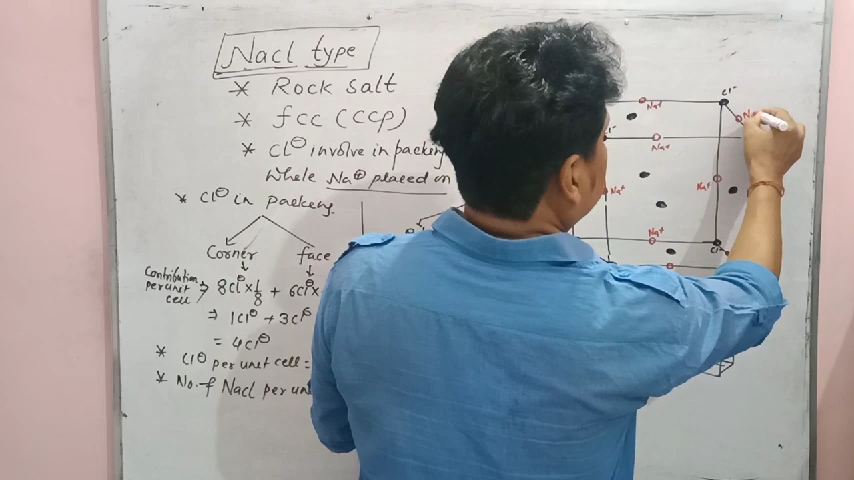 Nacl type
* Rock salt
* fcc (ccp)
* Cl⊖ involve in packing
whole Na⊕ placed on
* Cl⊖ in packing.
Corner face
Contribution per unit cell ⇒ 8Cl⊖ × 1/8 + 6Cl⊖ ×
⇒ 1Cl⊖ + 3Cl⊖
= 4Cl⊖
* Cl⊖ per unit cell =
* No. of Nacl per un
Na+
Cl-
Na+
Na+
Na+
Na+
Na+
Cl-